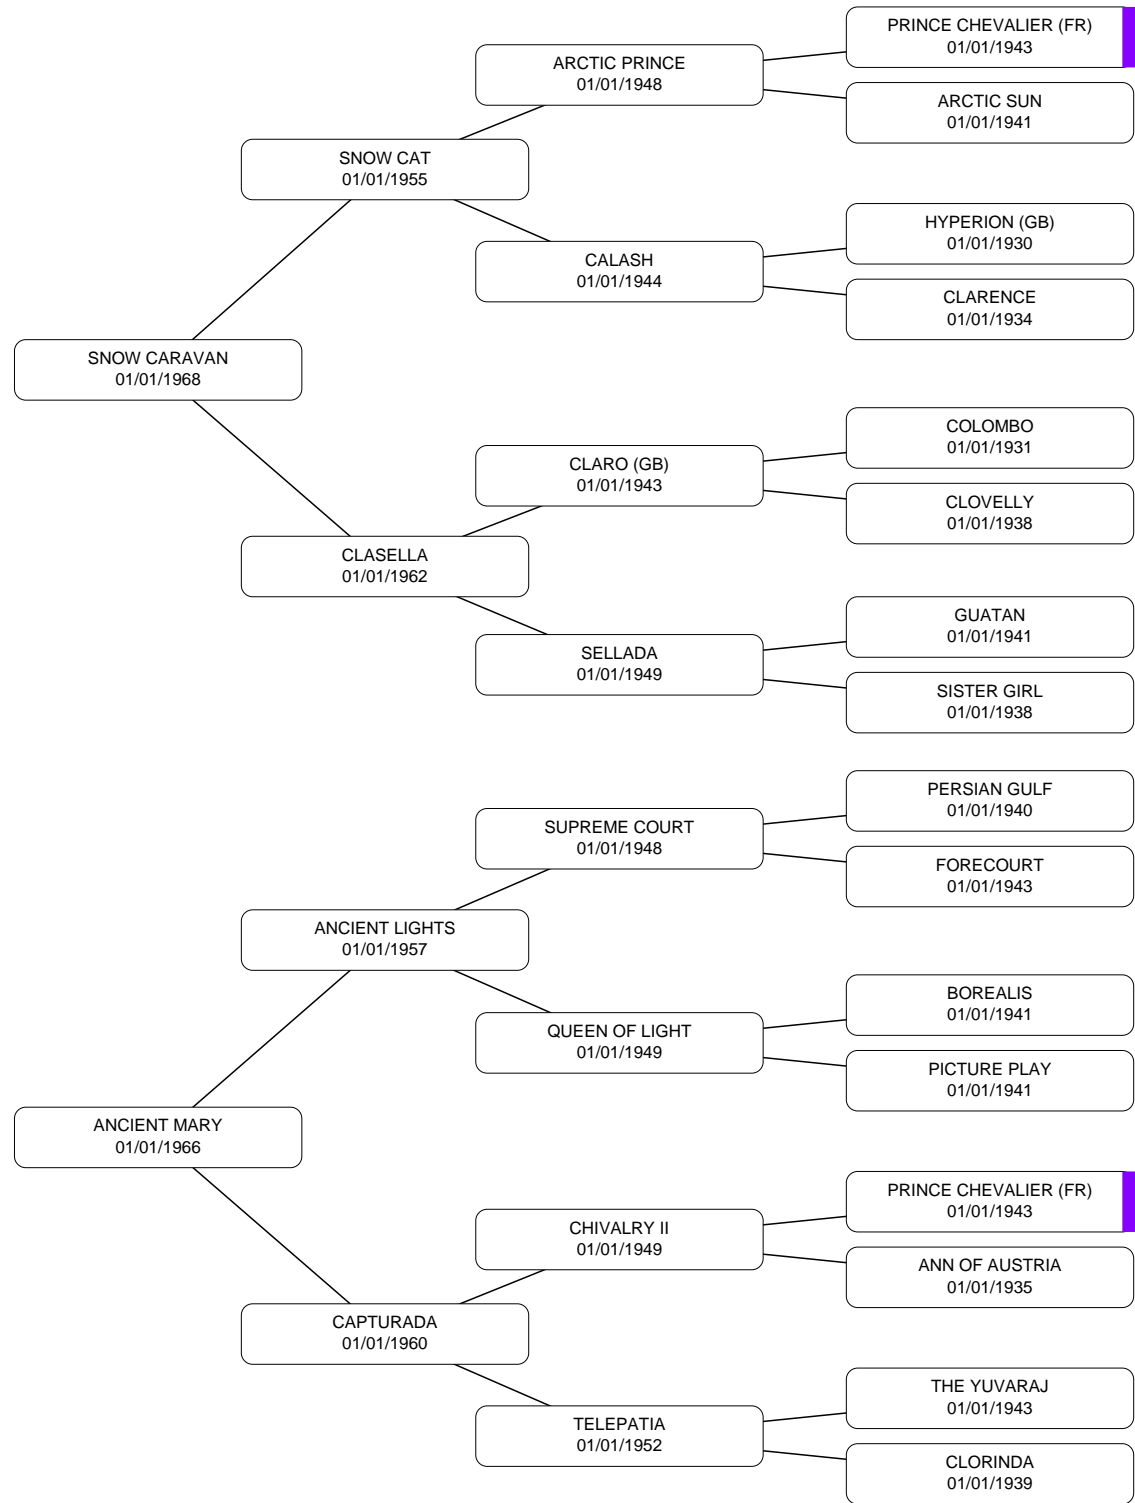 PRINCE CHEVALIER (FR)
01/01/1943
ARCTIC PRINCE
01/01/1948
ARCTIC SUN
01/01/1941
SNOW CAT
01/01/1955
HYPERION (GB)
01/01/1930
CALASH
01/01/1944
CLARENCE
01/01/1934
SNOW CARAVAN
01/01/1968
COLOMBO
01/01/1931
CLARO (GB)
01/01/1943
CLOVELLY
01/01/1938
CLASELLA
01/01/1962
GUATAN
01/01/1941
SELLADA
01/01/1949
SISTER GIRL
01/01/1938
PERSIAN GULF
01/01/1940
SUPREME COURT
01/01/1948
FORECOURT
01/01/1943
ANCIENT LIGHTS
01/01/1957
BOREALIS
01/01/1941
QUEEN OF LIGHT
01/01/1949
PICTURE PLAY
01/01/1941
ANCIENT MARY
01/01/1966
PRINCE CHEVALIER (FR)
01/01/1943
CHIVALRY II
01/01/1949
ANN OF AUSTRIA
01/01/1935
CAPTURADA
01/01/1960
THE YUVARAJ
01/01/1943
TELEPATIA
01/01/1952
CLORINDA
01/01/1939